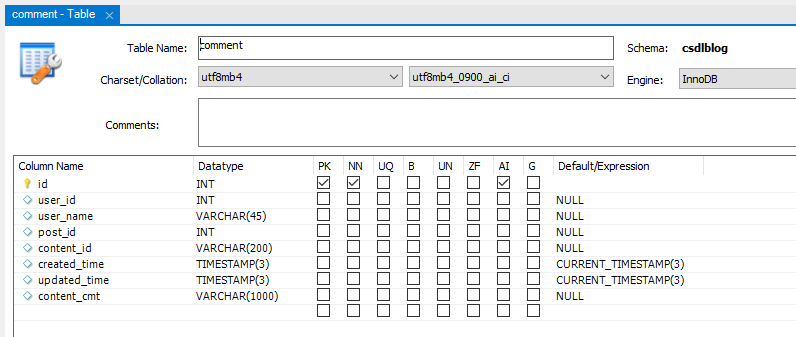 comment - Table ×
Table Name: comment Schema: csdlblog
Charset/Collation: utf8mb4 utf8mb4_0900_ai_ci Engine: InnoDB
Comments:
Column Name Datatype PK NN UQ B UN ZF AI G Default/Expression
id INT
user_id INT NULL
user_name VARCHAR(45) NULL
post_id INT NULL
content_id VARCHAR(200) NULL
created_time TIMESTAMP(3) CURRENT_TIMESTAMP(3)
updated_time TIMESTAMP(3) CURRENT_TIMESTAMP(3)
content_cmt VARCHAR(1000) NULL